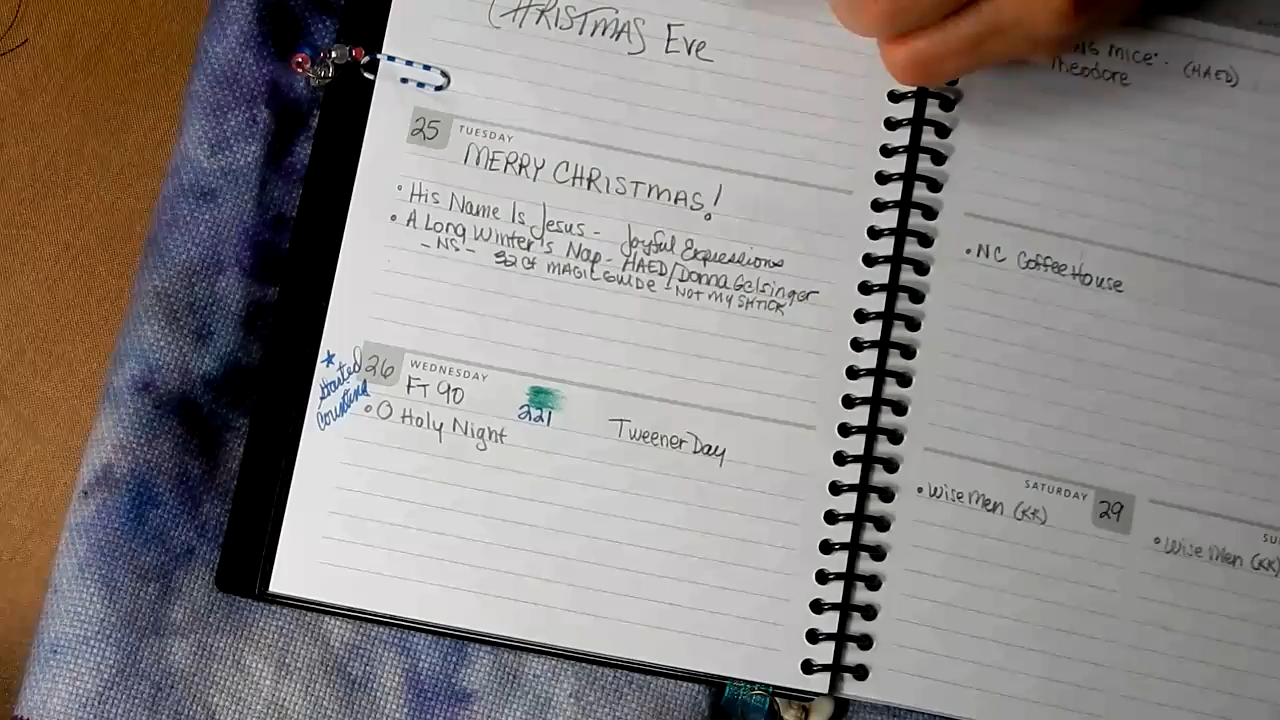 CHRISTMAS Eve
25 TUESDAY
MERRY CHRISTMAS!
• His Name Is Jesus - Joyful Expressions
• A Long Winter's Nap - HAED/Donna Gelsinger
- NS - 32 ct MAGIC GUIDE - NOT MY SHTICK
* Started Counting
26 WEDNESDAY
FT 90 221 Tweener Day
• O Holy Night
mice". (HAED)
Theodore
• NC Coffee House
SATURDAY 29
• Wise Men (KK)
• Wise Men (KK)